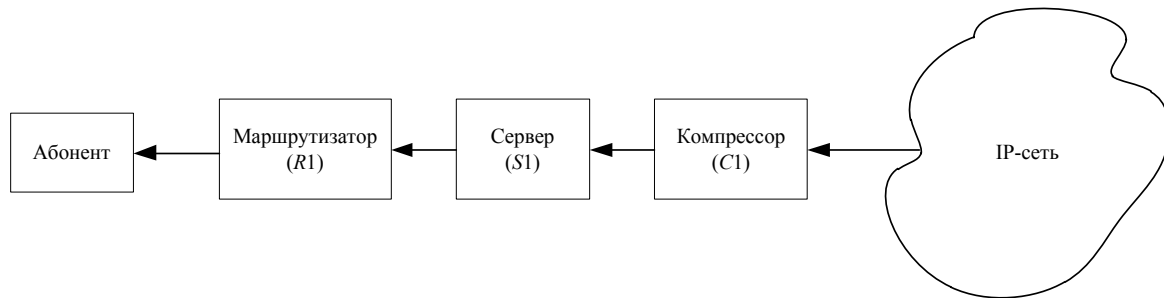 Абонент
Маршрутизатор
(R1)
Сервер
(S1)
Компрессор
(C1)
IP-сеть